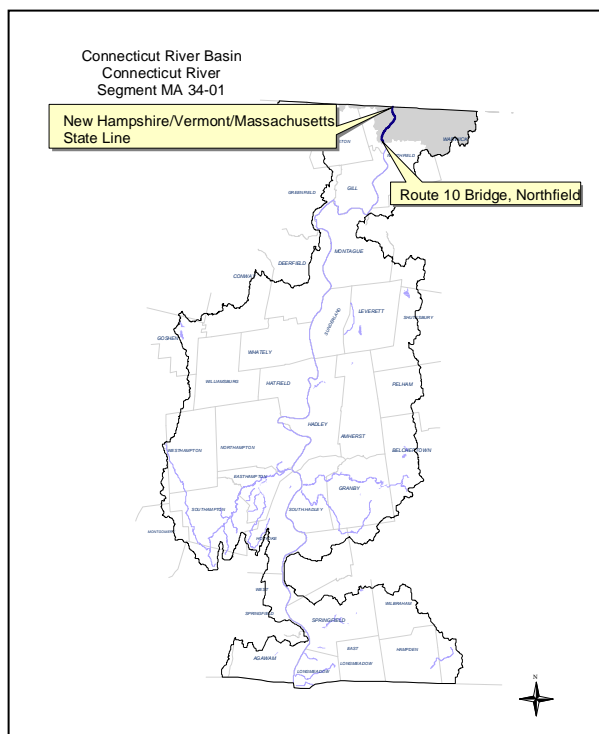 Connecticut River Basin
Connecticut River
Segment MA 34-01
New Hampshire/Vermont/Massachusetts
State Line
WARWICK
Route 10 Bridge, Northfield
GILL
GREENFIELD
MONTAGUE
DEERFIELD
CONWAY
SUNDERLAND
LEVERETT
SHUTESBURY
GOSHEN
WHATELY
WILLIAMSBURG
HATFIELD
PELHAM
HADLEY
AMHERST
WESTHAMPTON
NORTHAMPTON
BELCHERTOWN
EASTHAMPTON
GRANBY
SOUTHAMPTON
SOUTH HADLEY
MONTGOMERY
WEST
SPRINGFIELD
WILBRAHAM
SPRINGFIELD
EAST
LONGMEADOW
HAMPDEN
AGAWAM
LONGMEADOW
N